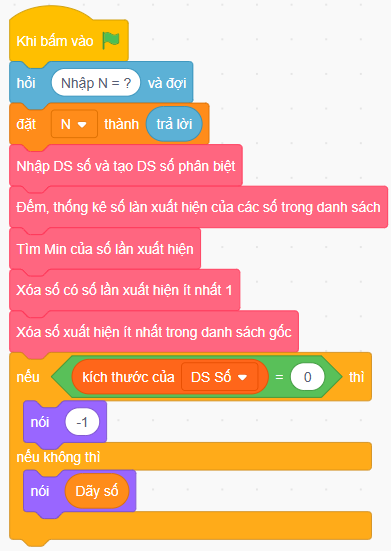 Khi bấm vào
hỏi Nhập N = ? và đợi
đặt N thành trả lời
Nhập DS số và tạo DS số phân biệt
Đếm, thống kê số làn xuất hiện của các số trong danh sách
Tìm Min của số lần xuất hiện
Xóa số có số lần xuất hiện ít nhất 1
Xóa số xuất hiện ít nhất trong danh sách gốc
nếu kích thước của DS Số = 0 thì
nói -1
nếu không thì
nói Dãy số